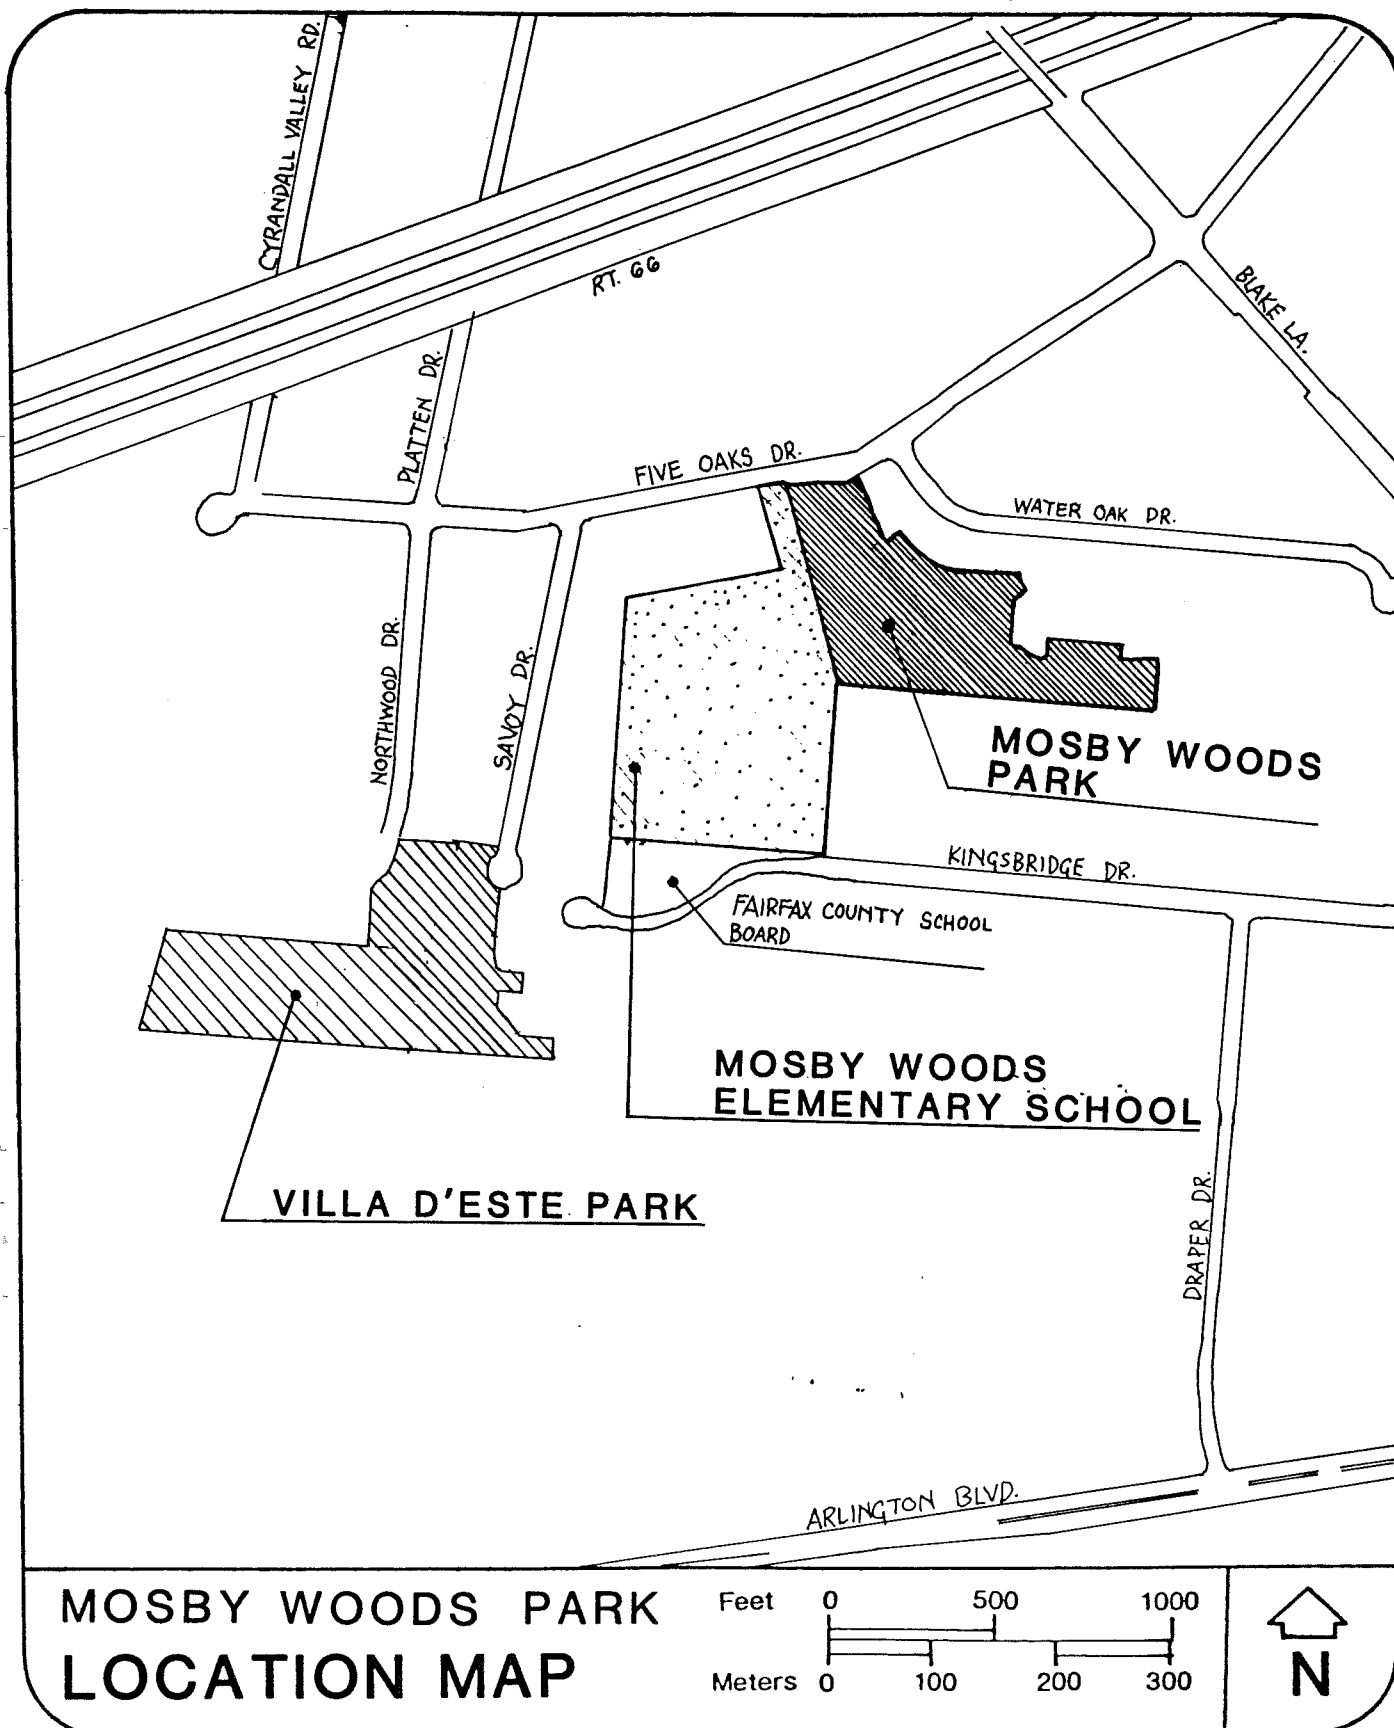 CYRANDALL VALLEY RD.
RT. 66
BLAKE LA.
PLATTEN DR.
FIVE OAKS DR.
WATER OAK DR.
NORTHWOOD DR.
SAVOY DR.
MOSBY WOODS
PARK
KINGSBRIDGE DR.
FAIRFAX COUNTY SCHOOL
BOARD
MOSBY WOODS
ELEMENTARY SCHOOL
VILLA D'ESTE PARK
DRAPER DR.
ARLINGTON BLVD.
MOSBY WOODS PARK
LOCATION MAP
Feet 0 500 1000
Meters 0 100 200 300
N